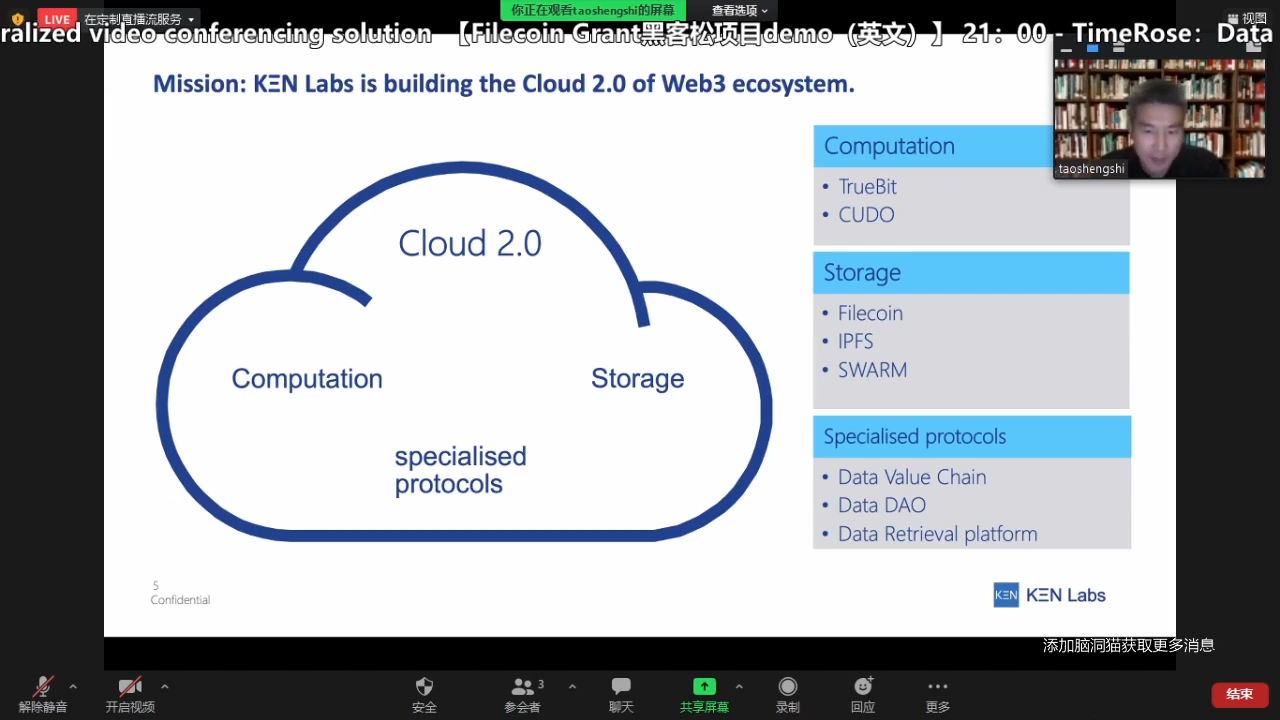 你正在观看taoshengshi的屏幕
查看选项
LIVE 在定制直播流服务
视图
ralized video conferencing solution 【Filecoin Grant黑客松项目demo（英文）】 21：00 - TimeRose：Data
Mission: KΞN Labs is building the Cloud 2.0 of Web3 ecosystem.
taoshengshi
Cloud 2.0
Computation
Storage
specialised
protocols
Computation
• TrueBit
• CUDO
Storage
• Filecoin
• IPFS
• SWARM
Specialised protocols
• Data Value Chain
• Data DAO
• Data Retrieval platform
5
Confidential
KΞN KΞN Labs
添加脑洞猫获取更多消息
解除静音
开启视频
安全
参会者 3
聊天
共享屏幕
录制
回应
更多
结束